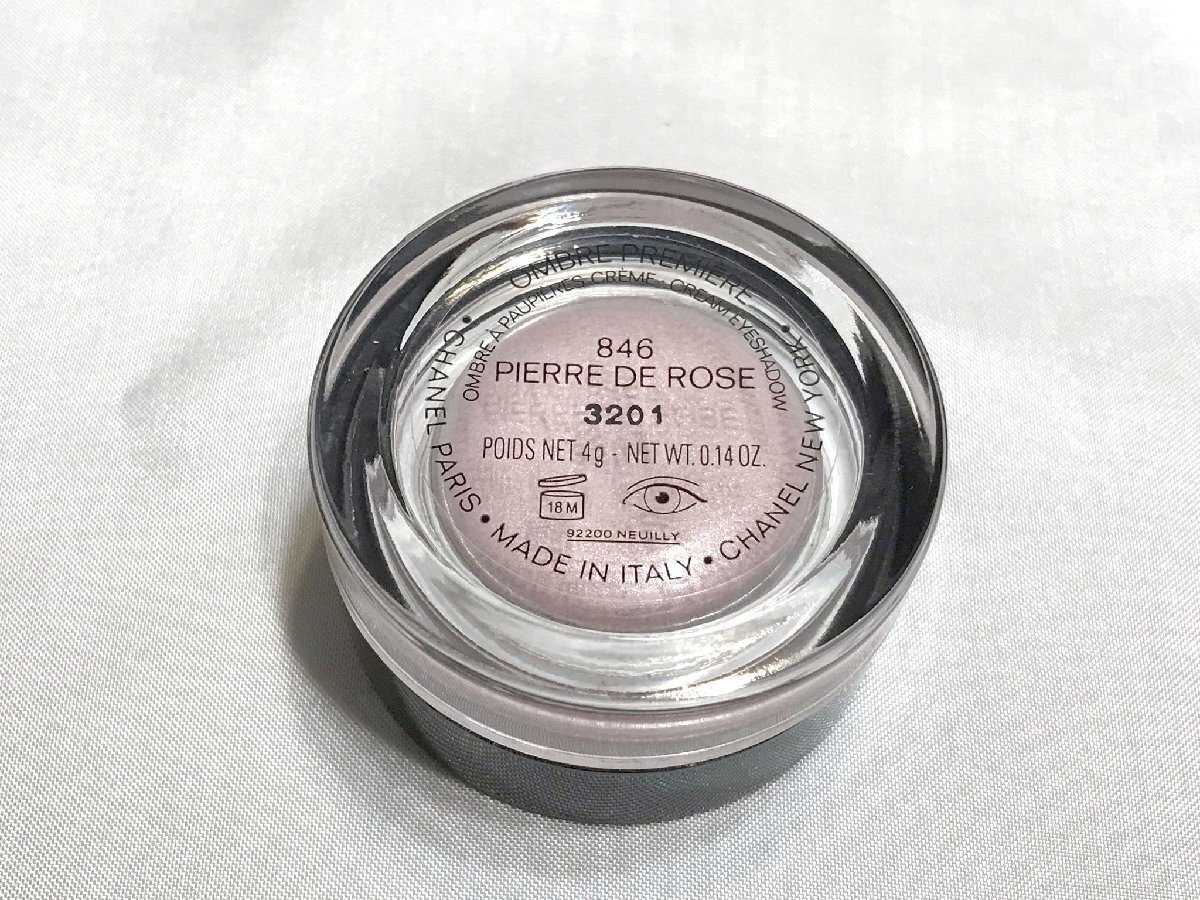 OMBRE PREMIÈRE
OMBRE À PAUPIÈRES CRÈME - CREAM EYESHADOW
846
PIERRE DE ROSE
3201
POIDS NET 4g - NET WT. 0.14 OZ.
18 M
92200 NEUILLY
• CHANEL PARIS • MADE IN ITALY • CHANEL NEW YORK •